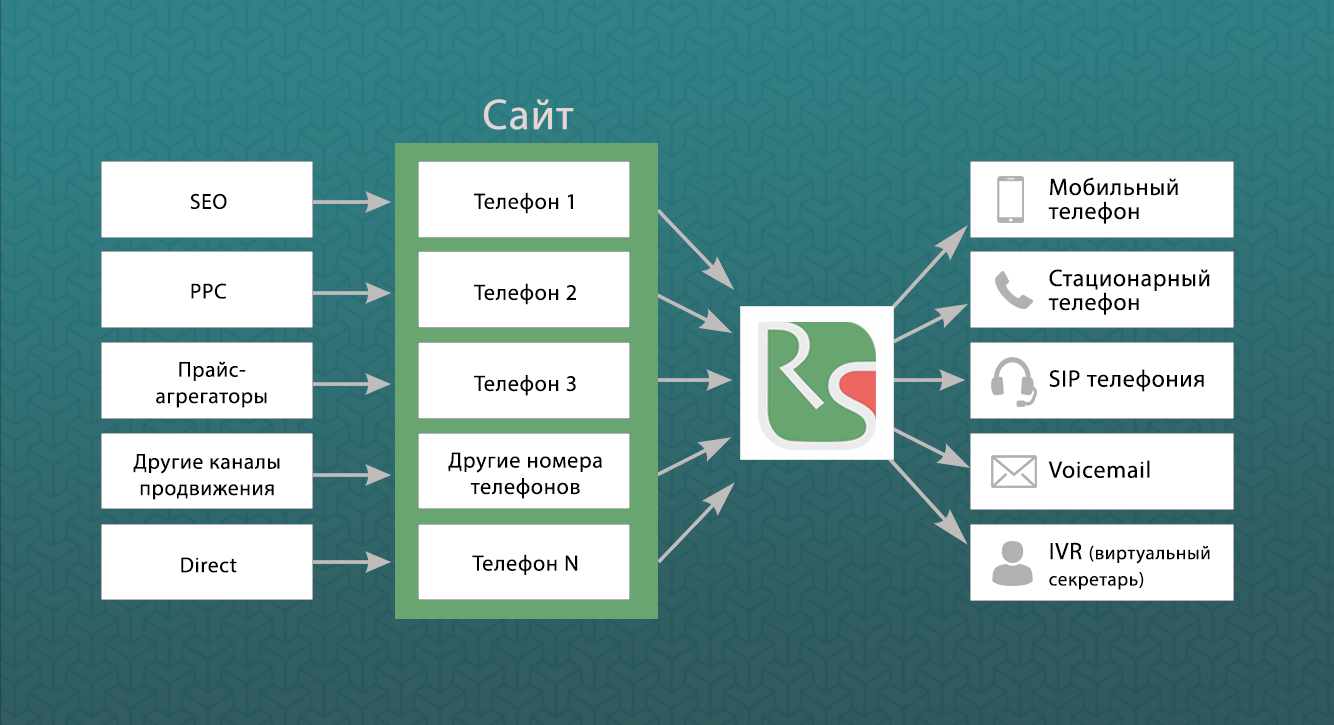 Сайт
SEO
PPC
Прайс-
агрегаторы
Другие каналы
продвижения
Direct
Телефон 1
Телефон 2
Телефон 3
Другие номера
телефонов
Телефон N
RS
Мобильный
телефон
Стационарный
телефон
SIP телефония
Voicemail
IVR (виртуальный
секретарь)